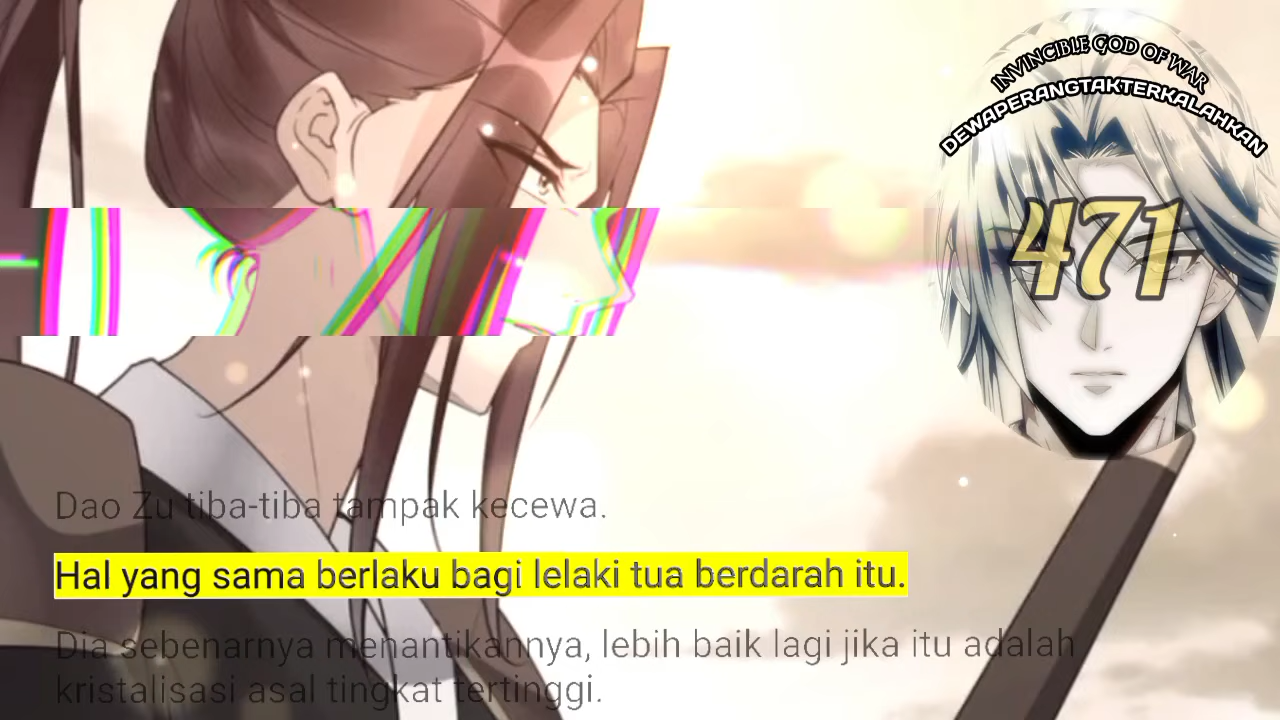 INVINCIBLE GOD OF WAR
DEWAPERANGTAKTERKALAHKAN
471
Dao Zu tiba-tiba tampak kecewa.
Hal yang sama berlaku bagi lelaki tua berdarah itu.
Dia sebenarnya menantikannya, lebih baik lagi jika itu adalah
kristalisasi asal tingkat tertinggi.